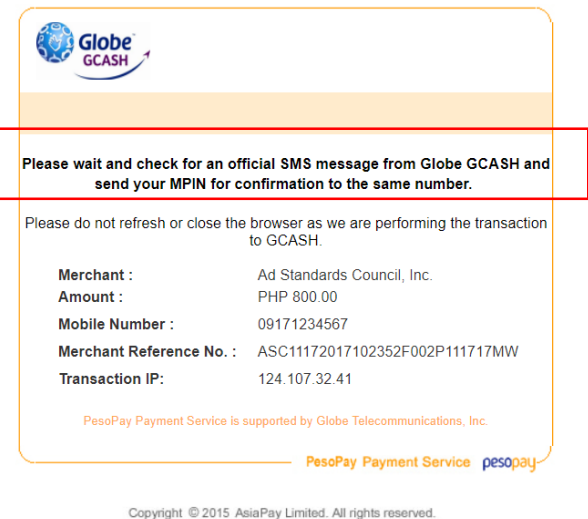 Globe
GCASH
Please wait and check for an official SMS message from Globe GCASH and
send your MPIN for confirmation to the same number.
Please do not refresh or close the browser as we are performing the transaction
to GCASH.
Merchant : Ad Standards Council, Inc.
Amount : PHP 800.00
Mobile Number : 09171234567
Merchant Reference No. : ASC11172017102352F002P111717MW
Transaction IP: 124.107.32.41
PesoPay Payment Service is supported by Globe Telecommunications, Inc.
PesoPay Payment Service pesopay
Copyright © 2015 AsiaPay Limited. All rights reserved.